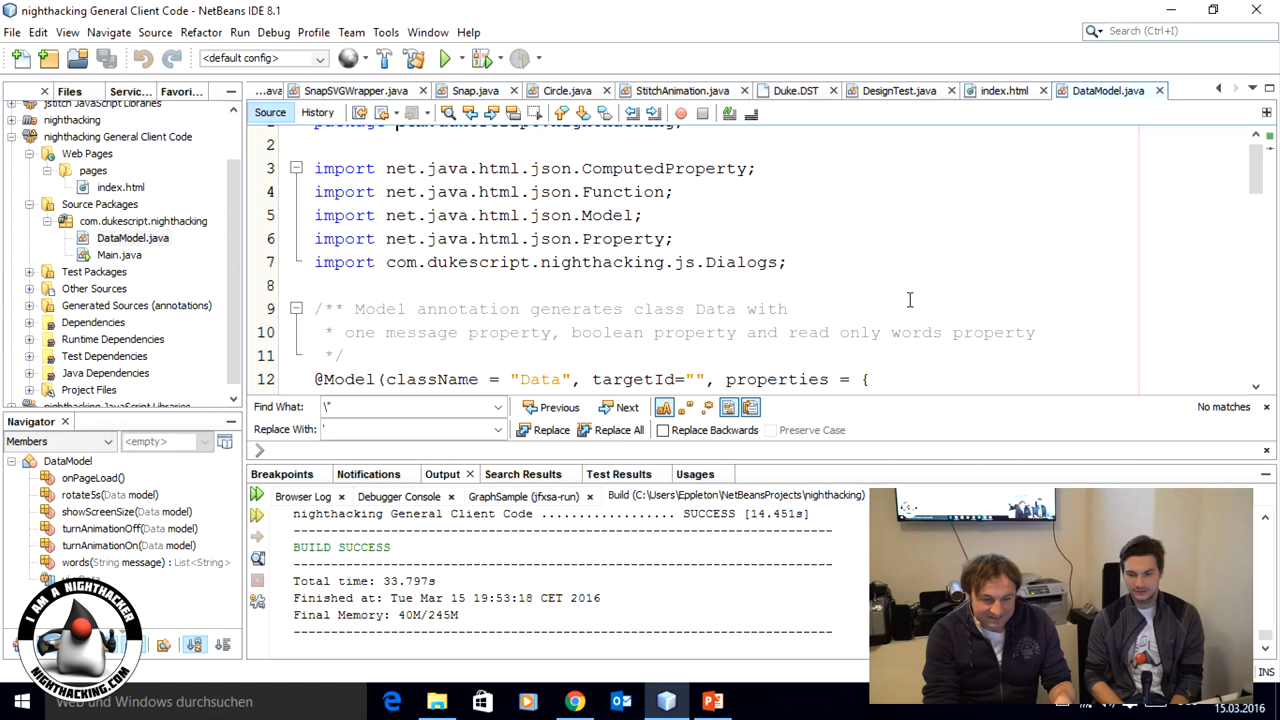 nighthacking General Client Code - NetBeans IDE 8.1
File Edit View Navigate Source Refactor Run Debug Profile Team Tools Window Help
Search (Ctrl+I)
<default config>
Files Servic... Favori...
...ava SnapSVGWrapper.java Snap.java Circle.java StitchAnimation.java Duke.DST DesignTest.java index.html DataModel.java
Source History
jstitch JavaScript Libraries
nighthacking
nighthacking General Client Code
Web Pages
pages
index.html
Source Packages
com.dukescript.nighthacking
DataModel.java
Main.java
Test Packages
Other Sources
Generated Sources (annotations)
Dependencies
Runtime Dependencies
Test Dependencies
Java Dependencies
Project Files
nighthacking JavaScript Libraries
2
3 import net.java.html.json.ComputedProperty;
4 import net.java.html.json.Function;
5 import net.java.html.json.Model;
6 import net.java.html.json.Property;
7 import com.dukescript.nighthacking.js.Dialogs;
8
9 /** Model annotation generates class Data with
10 * one message property, boolean property and read only words property
11 */
12 @Model(className = "Data", targetId="", properties = {
Find What: \" Previous Next No matches
Replace With: ' Replace Replace All Replace Backwards Preserve Case
Navigator
Members <empty>
DataModel
onPageLoad()
rotate5s(Data model)
showScreenSize(Data model)
turnAnimationOff(Data model)
turnAnimationOn(Data model)
words(String message) : List<String>
Breakpoints Notifications Output Search Results Test Results Usages
Browser Log Debugger Console GraphSample (jfxsa-run) Build (C:\Users\Eppleton\NetBeansProjects\nighthacking)
nighthacking General Client Code .................. SUCCESS [14.451s]
------------------------------------------------------------------------
BUILD SUCCESS
------------------------------------------------------------------------
Total time: 33.797s
Finished at: Tue Mar 15 19:53:18 CET 2016
Final Memory: 40M/245M
------------------------------------------------------------------------
INS
I AM A NIGHTHACKER
NIGHTHACKING.COM
Web und Windows durchsuchen
15.03.2016